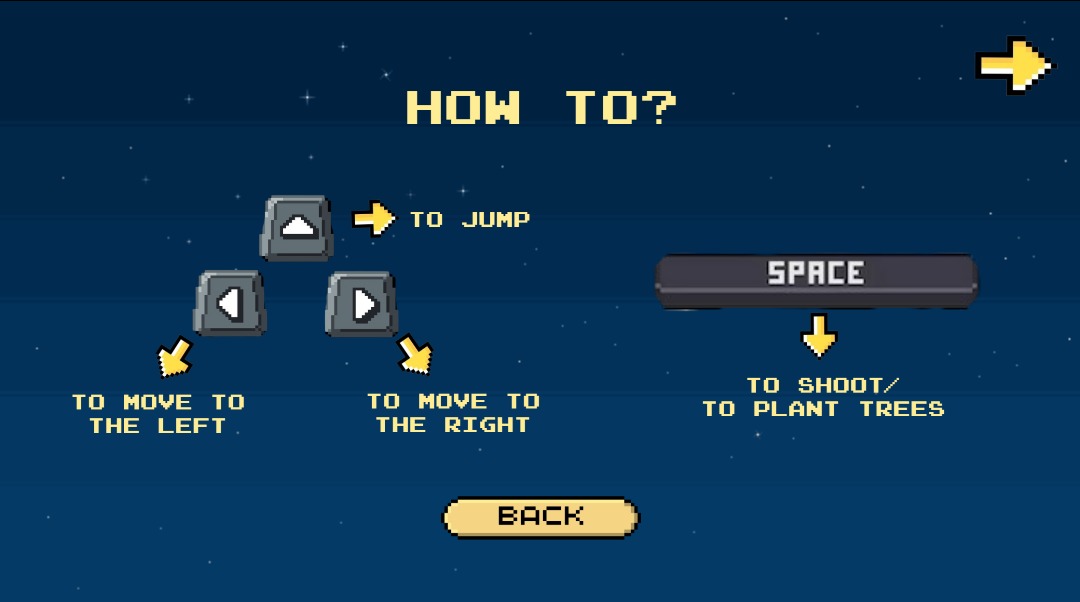 HOW TO?
TO JUMP
SPACE
TO MOVE TO
THE LEFT
TO MOVE TO
THE RIGHT
TO SHOOT/
TO PLANT TREES
BACK